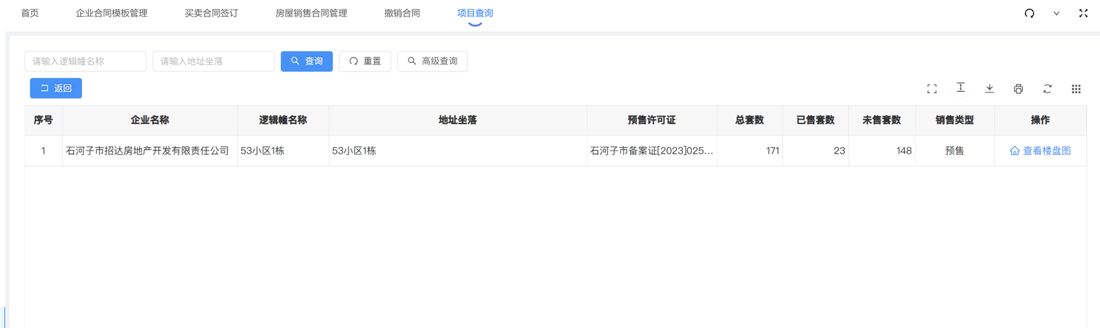 首页 企业合同模板管理 买卖合同签订 房屋销售合同管理 撤销合同 项目查询
请输入逻辑幢名称 请输入地址坐落 查询 重置 高级查询
返回
序号 企业名称 逻辑幢名称 地址坐落 预售许可证 总套数 已售套数 未售套数 销售类型 操作
1 石河子市招达房地产开发有限责任公司 53小区1栋 53小区1栋 石河子市备案证[2023]025... 171 23 148 预售 查看楼盘图